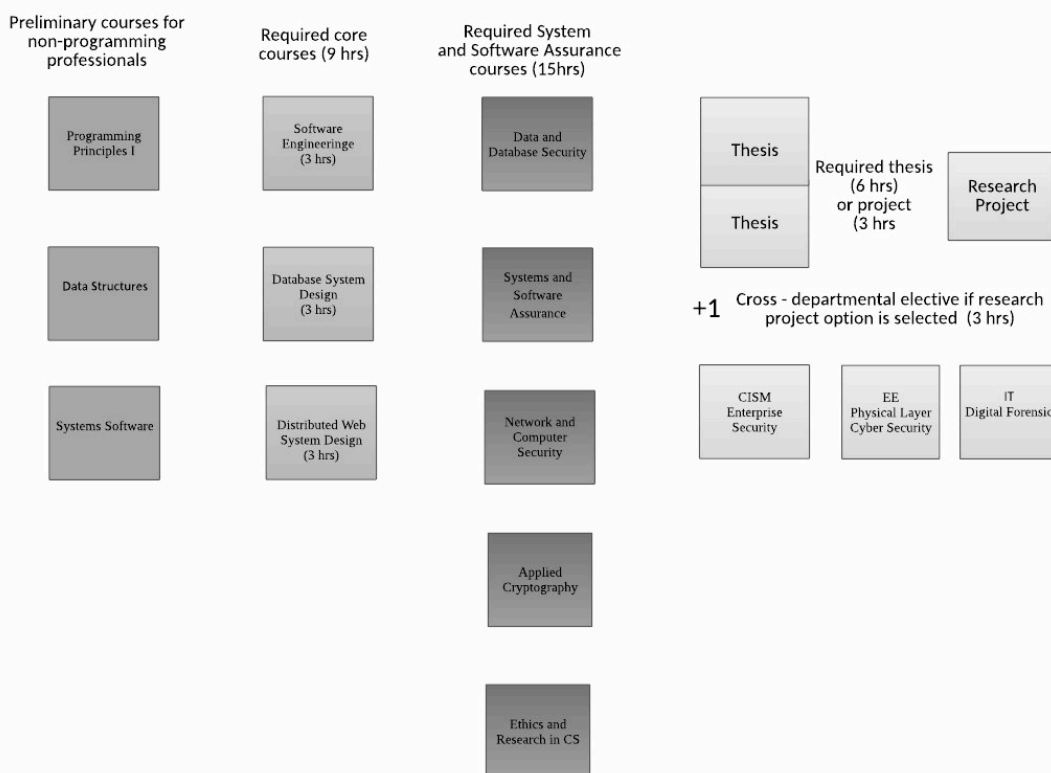 Preliminary courses for
non-programming
professionals
Programming
Principles I
Data Structures
Systems Software
Required core
courses (9 hrs)
Software
Engineeringe
(3 hrs)
Database System
Design
(3 hrs)
Distributed Web
System Design
(3 hrs)
Required System
and Software Assurance
courses (15hrs)
Data and
Database Security
Systems and
Software
Assurance
Network and
Computer
Security
Applied
Cryptography
Ethics and
Research in CS
Thesis
Thesis
Required thesis
(6 hrs)
or project
(3 hrs
Research
Project
+1
Cross - departmental elective if research
project option is selected (3 hrs)
CISM
Enterprise
Security
EE
Physical Layer
Cyber Security
IT
Digital Forensic